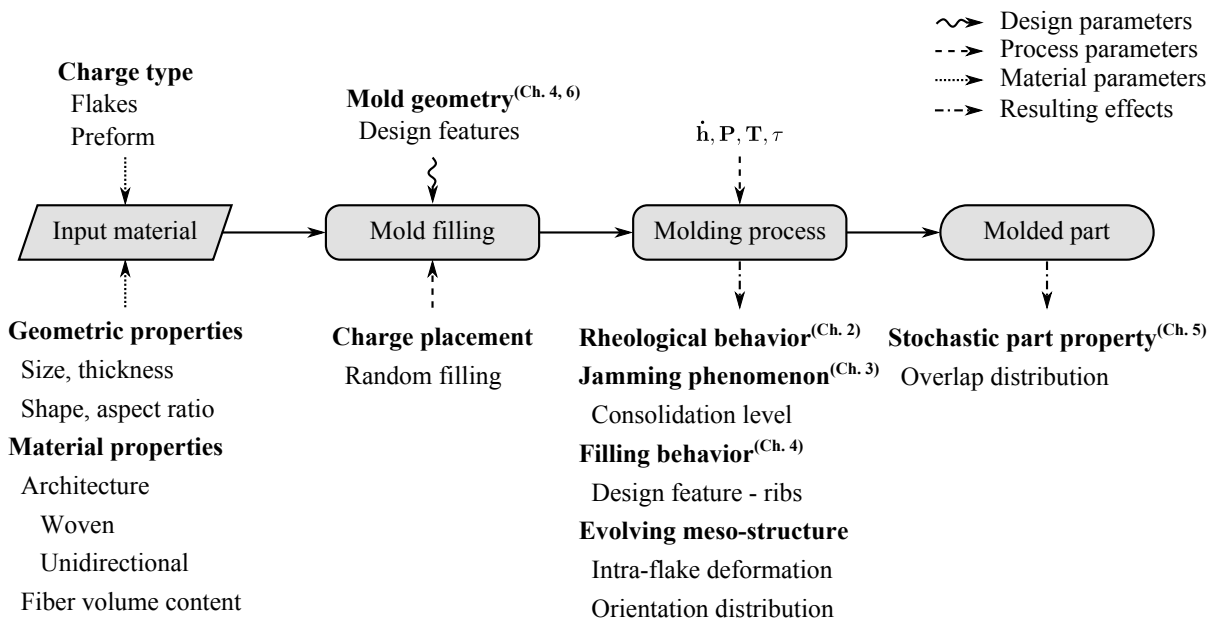 Design parameters
Process parameters
Material parameters
Resulting effects
Charge type
Flakes
Preform
Mold geometry(Ch. 4, 6)
Design features
ḣ, P, T, τ
Input material
Mold filling
Molding process
Molded part
Geometric properties
Size, thickness
Shape, aspect ratio
Material properties
Architecture
Woven
Unidirectional
Fiber volume content
Charge placement
Random filling
Rheological behavior(Ch. 2)
Jamming phenomenon(Ch. 3)
Consolidation level
Filling behavior(Ch. 4)
Design feature - ribs
Evolving meso-structure
Intra-flake deformation
Orientation distribution
Stochastic part property(Ch. 5)
Overlap distribution